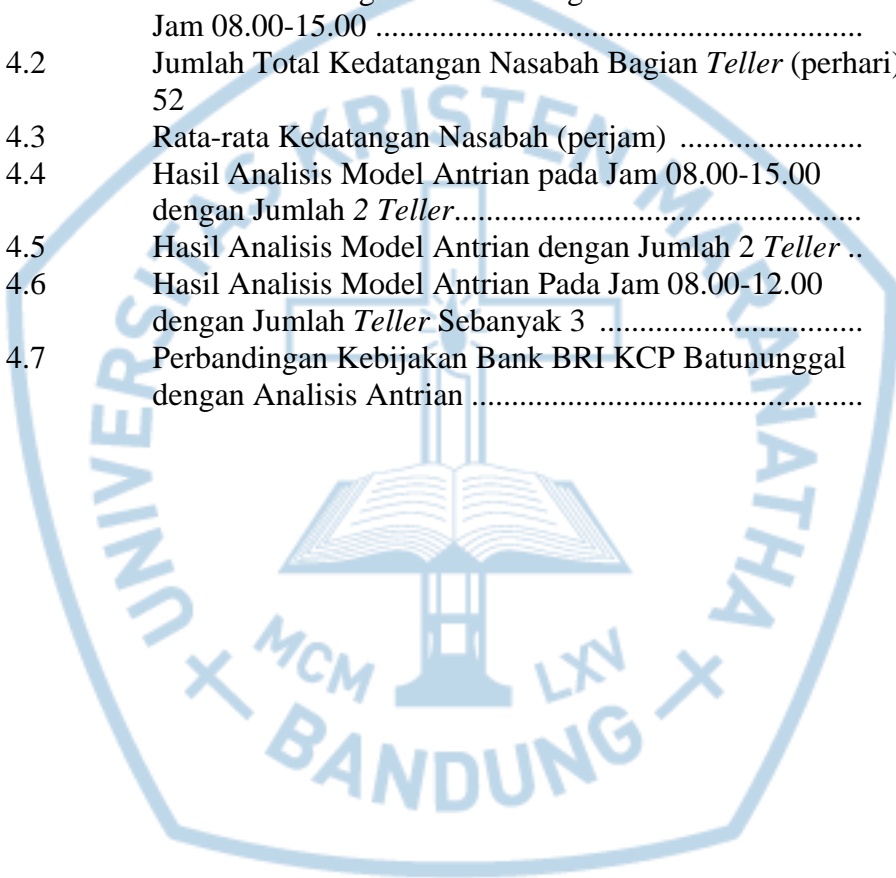 Jam 08.00-15.00 .......................................................
4.2 Jumlah Total Kedatangan Nasabah Bagian Teller (perhari)
52
4.3 Rata-rata Kedatangan Nasabah (perjam) .......................
4.4 Hasil Analisis Model Antrian pada Jam 08.00-15.00
dengan Jumlah 2 Teller....................................................
4.5 Hasil Analisis Model Antrian dengan Jumlah 2 Teller ..
4.6 Hasil Analisis Model Antrian Pada Jam 08.00-12.00
dengan Jumlah Teller Sebanyak 3 .................................
4.7 Perbandingan Kebijakan Bank BRI KCP Batununggal
dengan Analisis Antrian ..................................................
UNIVERSITAS KRISTEN MARANATHA
MCM LXV
BANDUNG